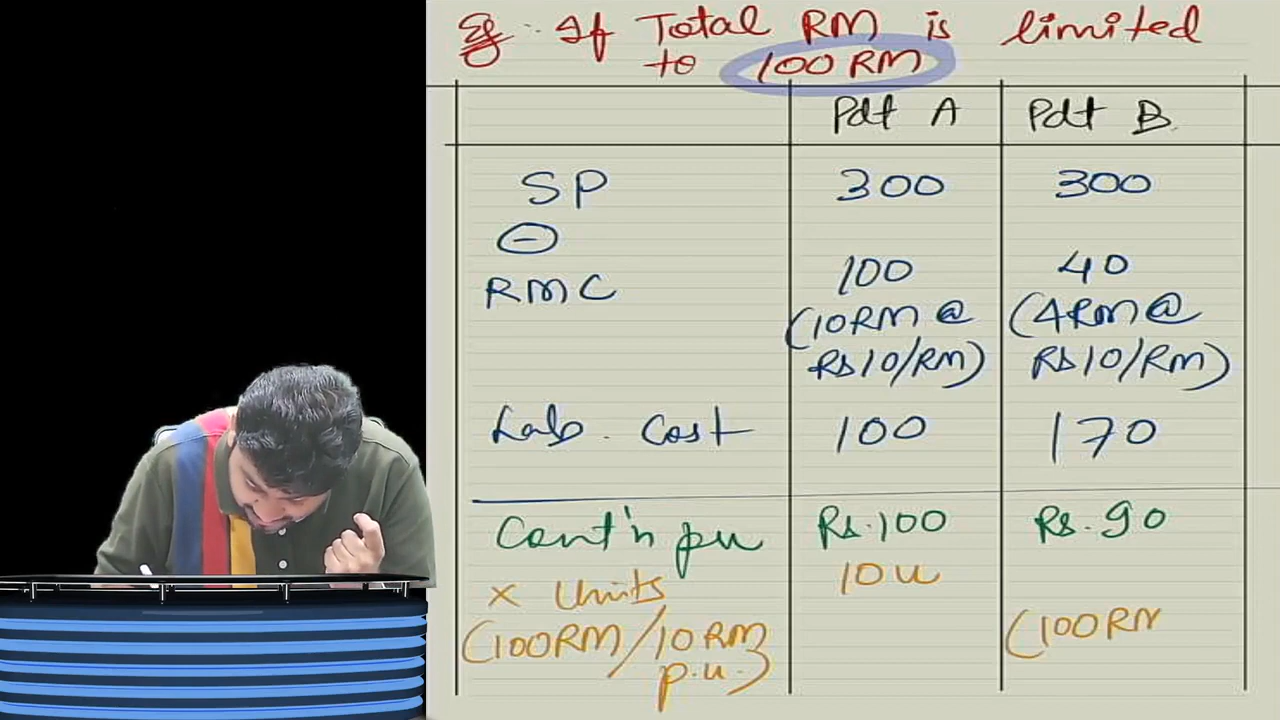 Eg. If Total RM is limited
to 100 RM
Pdt A Pdt B
SP 300 300
⊖
RMC 100 40
(10RM @ (4RM @
Rs10/RM) Rs10/RM)
Lab. Cost 100 170
Cont'n pu Rs.100 Rs.90
× Units 10u
(100RM/10RM (100RM
p.u.)